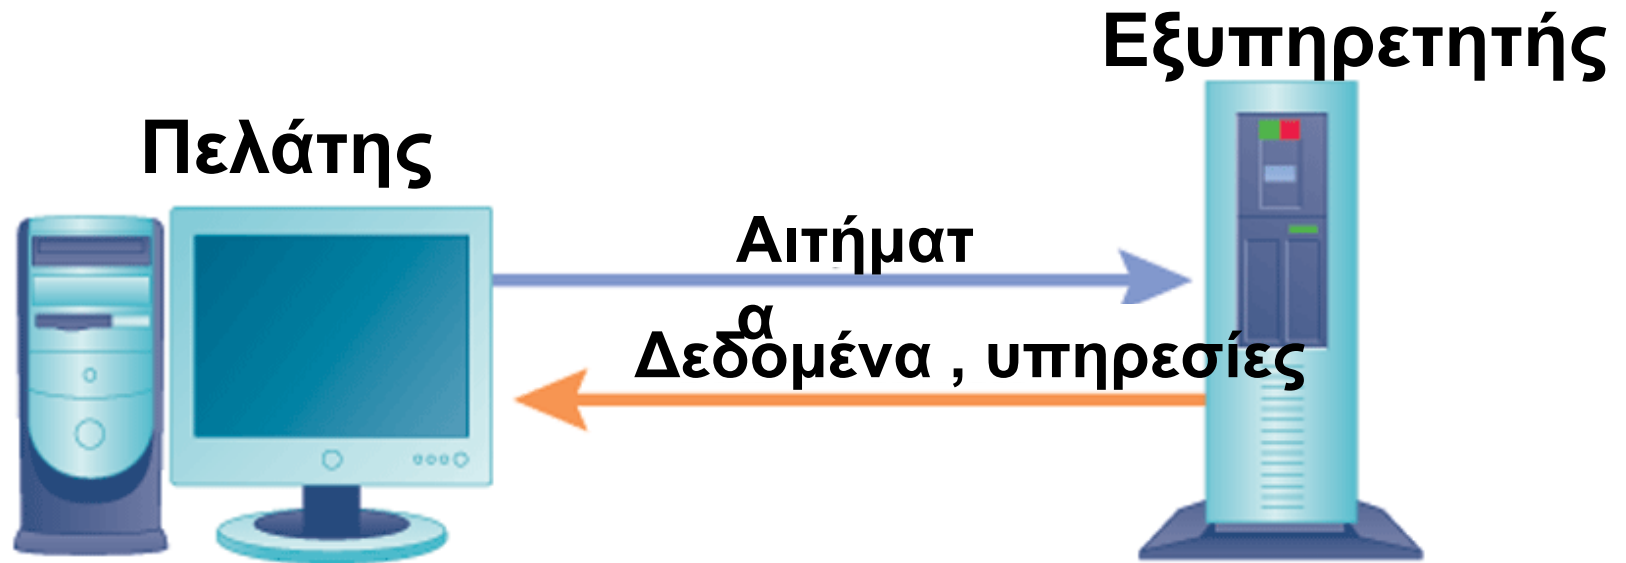 Εξυπηρετητής
Πελάτης
Αιτήματ
α
Δεδομένα , υπηρεσίες